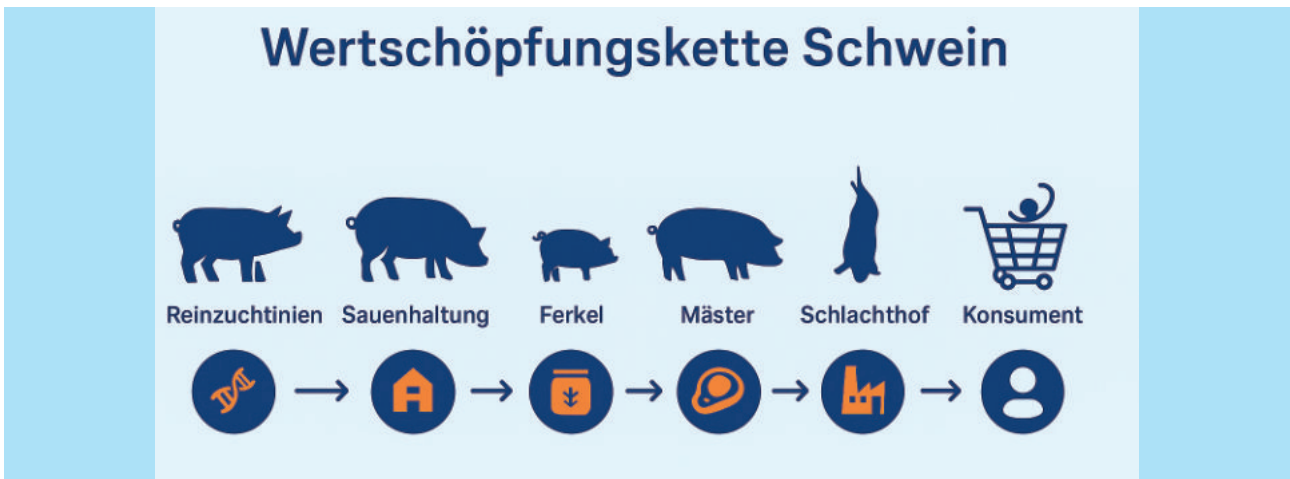 Wertschöpfungskette Schwein
Reinzuchtinien Sauenhaltung Ferkel Mäster Schlachthof Konsument